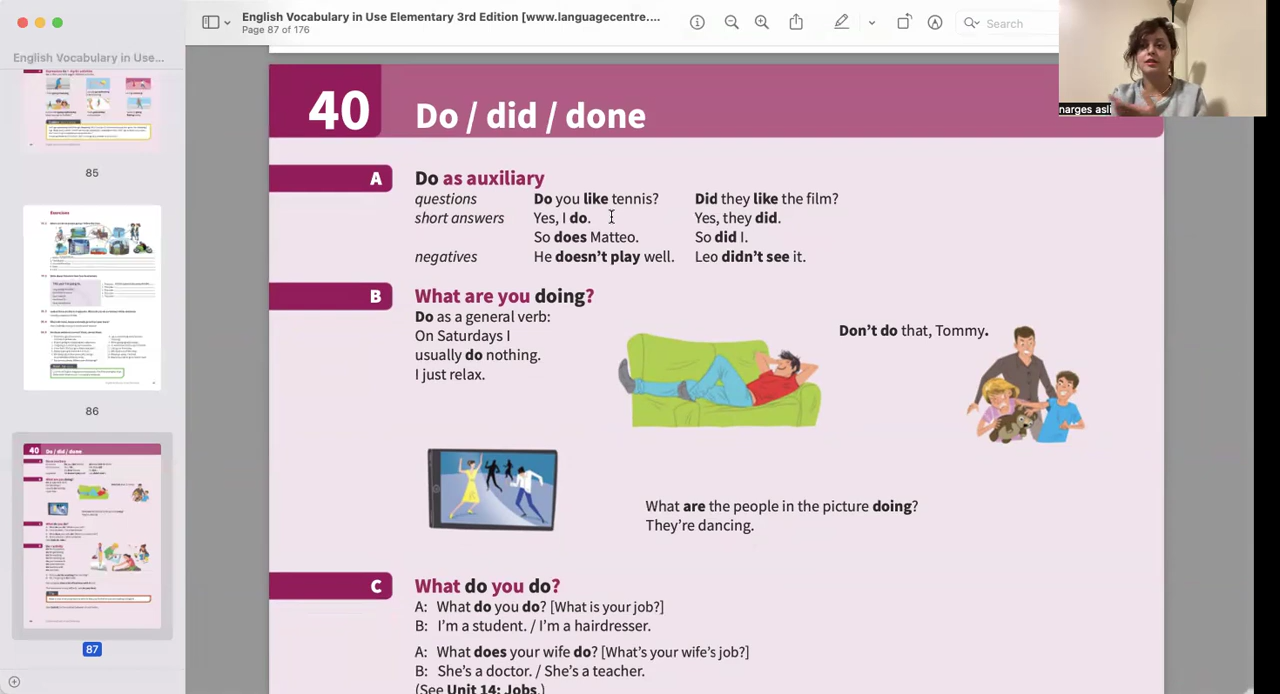 English Vocabulary in Use Elementary 3rd Edition [www.languagecentre....
Page 87 of 176
Search
English Vocabulary in Use...
85
86
87
narges asli
40
Do / did / done
A
Do as auxiliary
questions Do you like tennis? Did they like the film?
short answers Yes, I do. Yes, they did.
So does Matteo. So did I.
negatives He doesn't play well. Leo didn't see it.
B
What are you doing?
Do as a general verb:
On Saturdays I
usually do nothing.
I just relax.
Don't do that, Tommy.
What are the people in the picture doing?
They're dancing.
C
What do you do?
A: What do you do? [What is your job?]
B: I'm a student. / I'm a hairdresser.
A: What does your wife do? [What's your wife's job?]
B: She's a doctor. / She's a teacher.
(See Unit 14: Jobs.)
40 Do / did / done